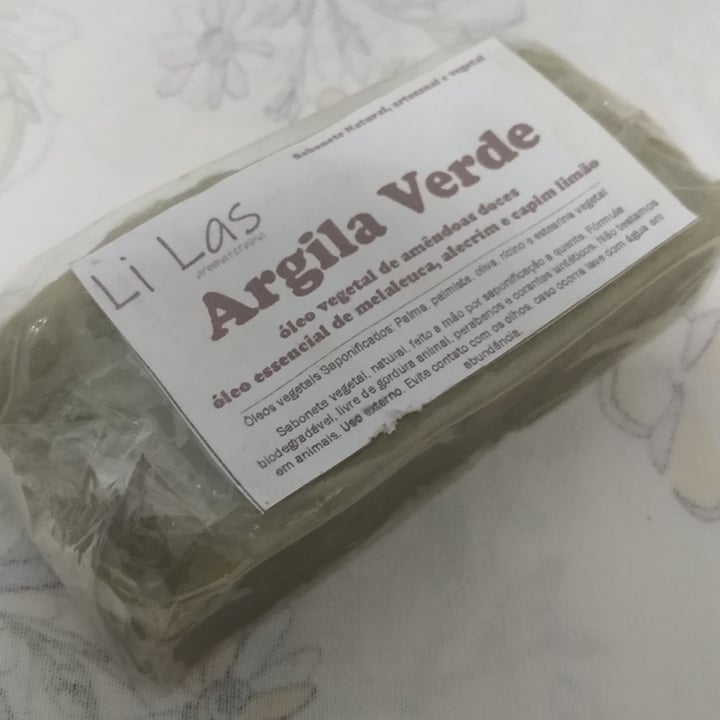 Sabonete Natural, artesanal e vegetal
Li Las
aromaterapia
Argila Verde
óleo vegetal de amêndoas doces
óleo essencial de melaleuca, alecrim e capim limão
Óleos vegetais Saponificados: Palma, palmiste, oliva, rícino e estearina vegetal
Sabonete vegetal, natural, feito a mão por saponificação a quente. Fórmula
biodegradável, livre de gordura animal, parabenos e corantes sintéticos. Não testamos
em animais. Uso externo. Evite contato com os olhos, caso ocorra lave com água em
abundância.